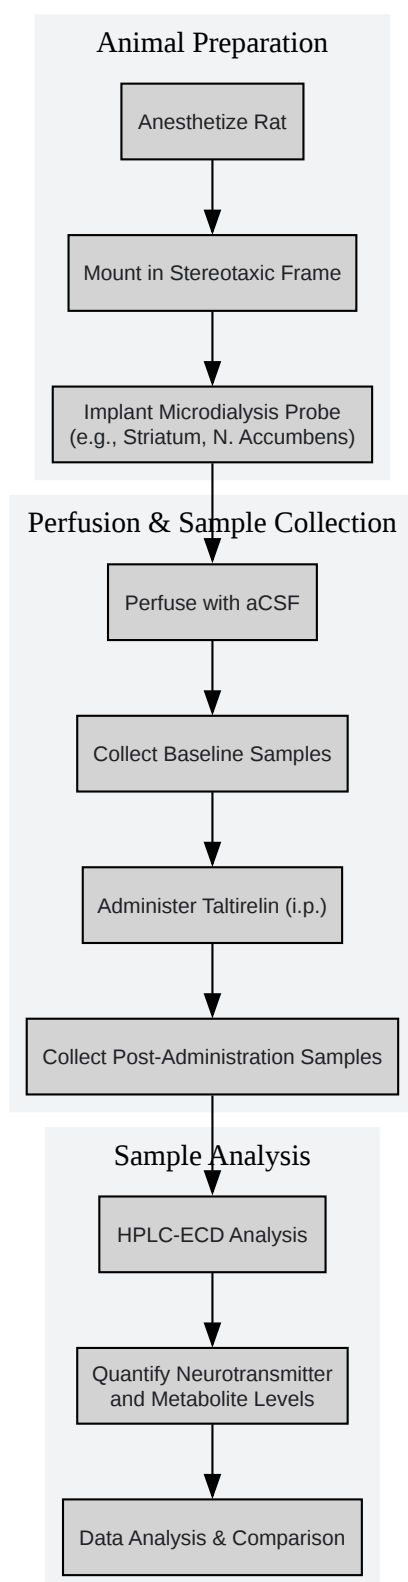 Animal Preparation
Anesthetize Rat
Mount in Stereotaxic Frame
Implant Microdialysis Probe
(e.g., Striatum, N. Accumbens)
Perfusion & Sample Collection
Perfuse with aCSF
Collect Baseline Samples
Administer Taltirelin (i.p.)
Collect Post-Administration Samples
Sample Analysis
HPLC-ECD Analysis
Quantify Neurotransmitter
and Metabolite Levels
Data Analysis & Comparison